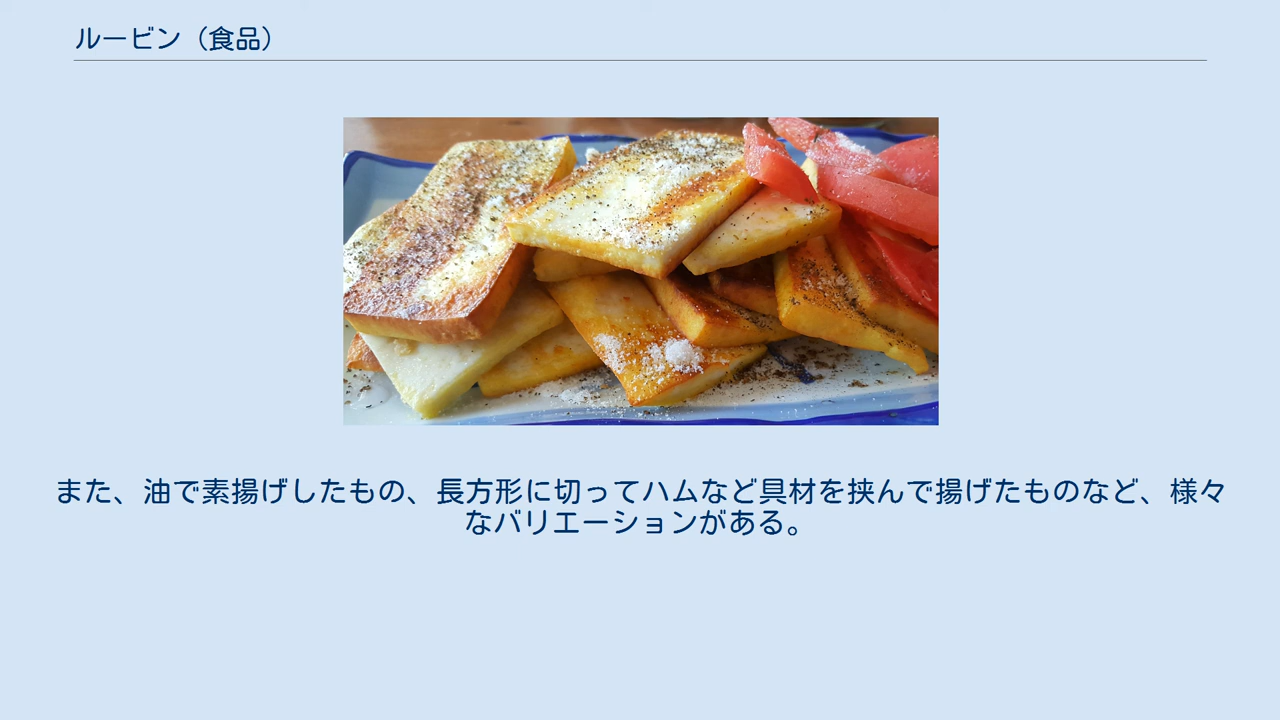 ルービン（食品）
また、油で素揚げしたもの、長方形に切ってハムなど具材を挟んで揚げたものなど、様々
なバリエーションがある。